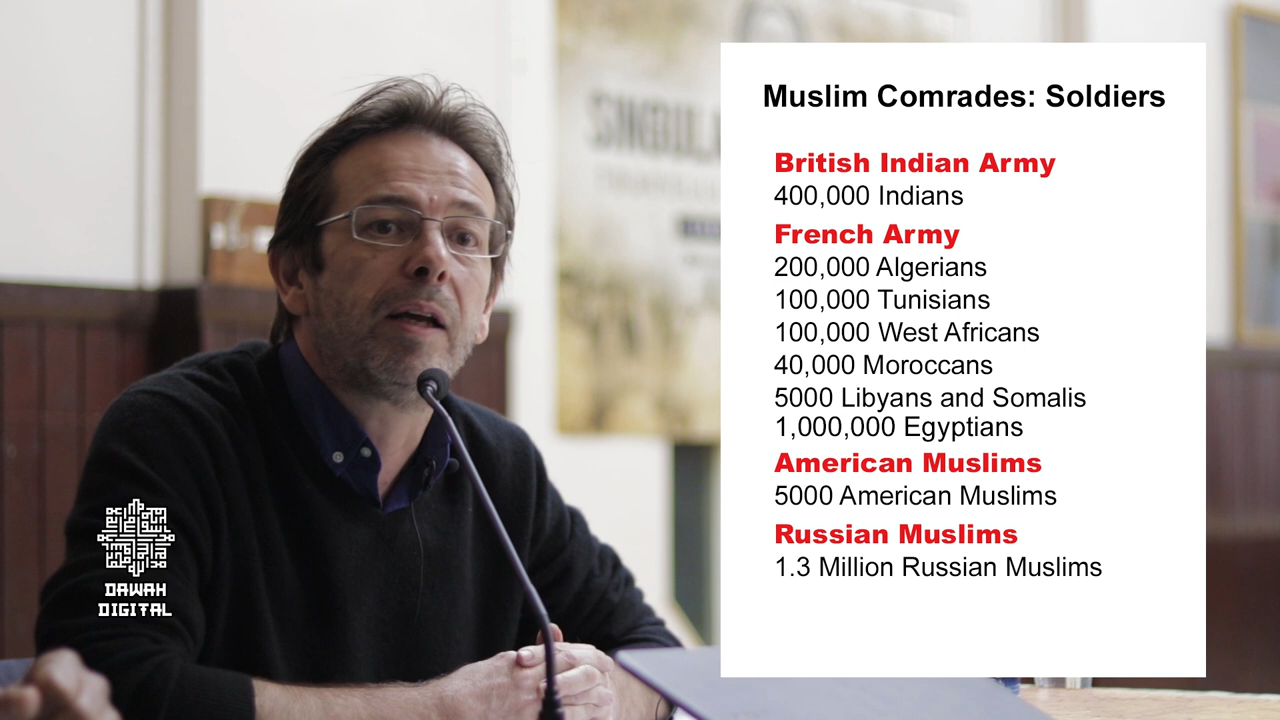 Muslim Comrades: Soldiers
British Indian Army
400,000 Indians
French Army
200,000 Algerians
100,000 Tunisians
100,000 West Africans
40,000 Moroccans
5000 Libyans and Somalis
1,000,000 Egyptians
American Muslims
5000 American Muslims
Russian Muslims
1.3 Million Russian Muslims
DAWAH
DIGITAL